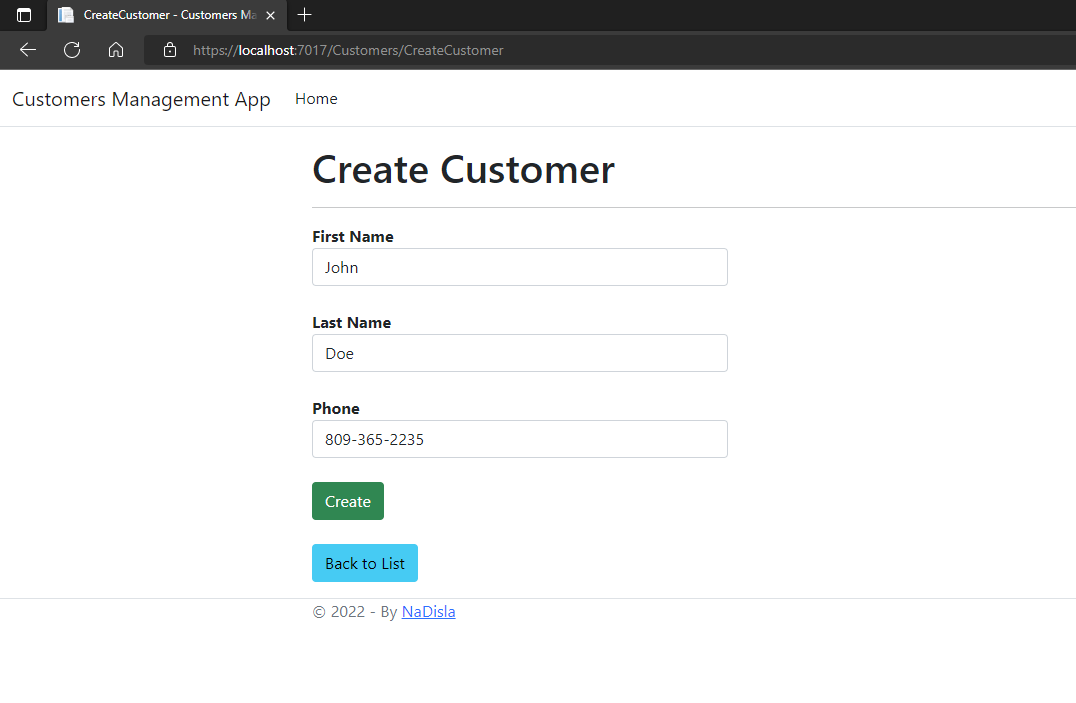 CreateCustomer - Customers Ma
https://localhost:7017/Customers/CreateCustomer
Customers Management App Home
Create Customer
First Name
John
Last Name
Doe
Phone
809-365-2235
Create
Back to List
© 2022 - By NaDisla